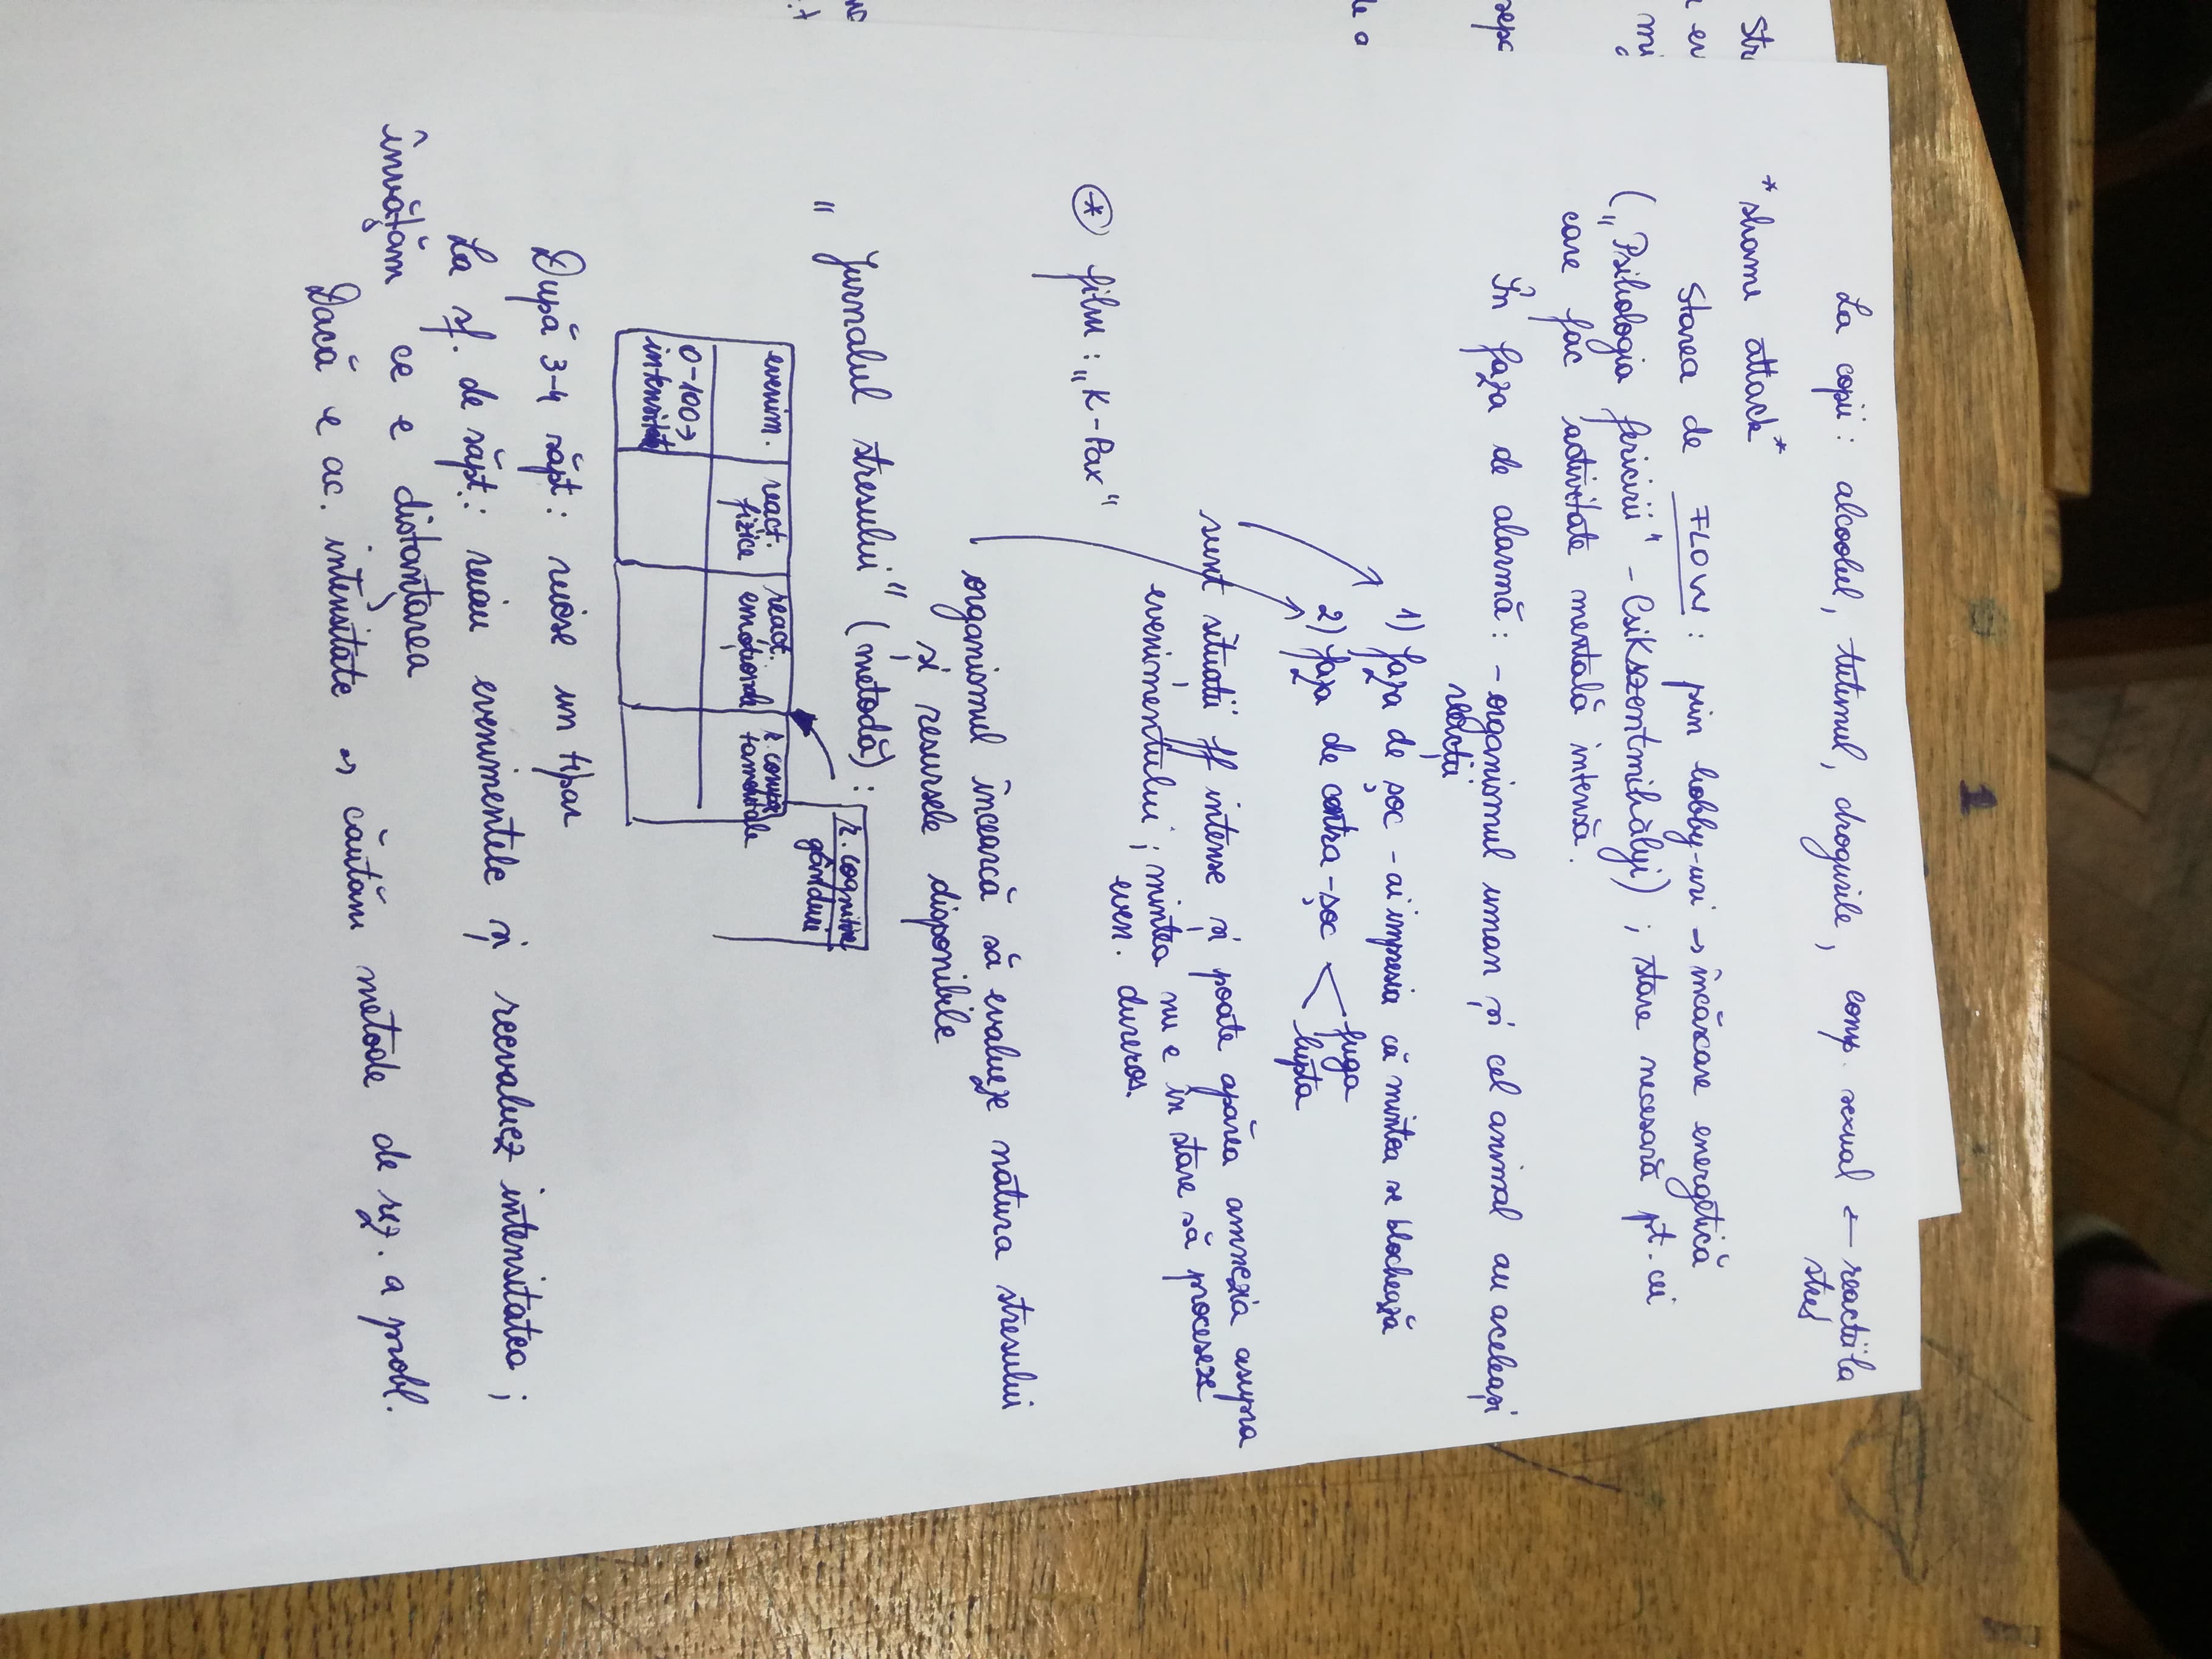 1
La copii : alcoolul, tutunul, drogurile, comp. sexual ← reacții la
stres
*shame attack*
Starea de FLOW : prin hobby-uri → încărcare energetică
(„Psihologia fericirii" - Csikszentmihàlyi) ; stare necesară pt. cei
care fac activitate mentală intensă.
În faza de alarmă : - organismul uman și cel animal au aceleași
reacții
1) faza de șoc - ai impresia că mintea se blochează
2) faza de contra-șoc
fuga
lupta
sunt situații ff intense și poate apărea amnezia asupra
evenimentului ; mintea nu e în stare să proceseze
even. dureros.
* film : „K-Pax"
organismul încearcă să evalueze natura stresului
și resursele disponibile
„Jurnalul stresului" (metodă) :
r. cognitive
gânduri
evenim. react. fizice reacț. emoționale r. comportamentale
0-100→
intensitate
După 3-4 săpt : reiese un tipar
La sf. de săpt. : reiau evenimentele și reevaluez intensitatea ;
învățăm ce e distanțarea
Dacă e ac. intensitate → căutăm metode de rez. a probl.